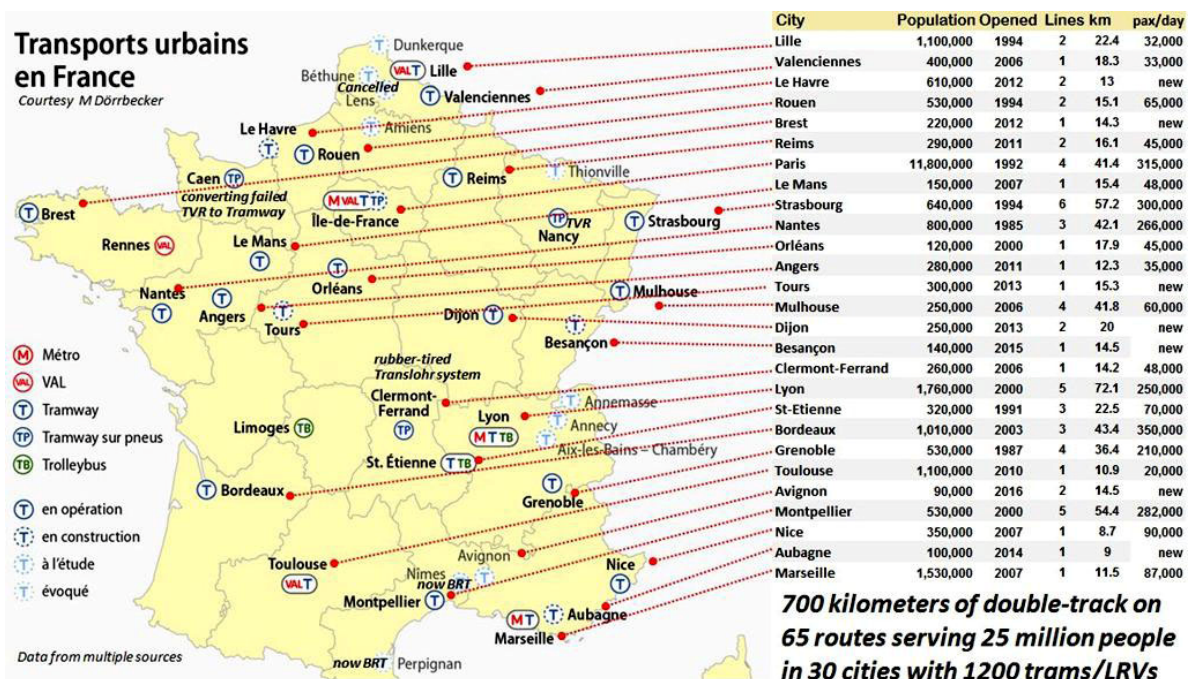 Transports urbains
en France
Courtesy M Dörrbecker
Dunkerque
VAL T Lille
Béthune T
Cancelled
Lens
T Valenciennes
Le Havre
T
Amiens
T
T Rouen
Caen TP
converting failed
TVR to Tramway
T Reims
Thionville
T
M VAL T TP
Île-de-France
T Brest
Rennes VAL
Le Mans
T
TP TVR
Nancy
T Strasbourg
T
Orléans
Nantes
T
T
Angers
T
Tours
Dijon T
T Mulhouse
T
Besançon
rubber-tired
Translohr system
Clermont-
Ferrand
TP
Limoges TB
Lyon
M T TB
T Annemasse
T Annecy
T Aix-les-Bains – Chambéry
St. Étienne T TB
T Bordeaux
T
Grenoble
Toulouse
VAL T
Avignon
T
Nimes
now BRT
T
Montpellier T
Nice
T
M T
Marseille
T Aubagne
now BRT T Perpignan
M Métro
VAL VAL
T Tramway
TP Tramway sur pneus
TB Trolleybus
T en opération
T en construction
T à l'étude
T évoqué
Data from multiple sources
City Population Opened Lines km pax/day
Lille 1,100,000 1994 2 22.4 32,000
Valenciennes 400,000 2006 1 18.3 33,000
Le Havre 610,000 2012 2 13 new
Rouen 530,000 1994 2 15.1 65,000
Brest 220,000 2012 1 14.3 new
Reims 290,000 2011 2 16.1 45,000
Paris 11,800,000 1992 4 41.4 315,000
Le Mans 150,000 2007 1 15.4 48,000
Strasbourg 640,000 1994 6 57.2 300,000
Nantes 800,000 1985 3 42.1 266,000
Orléans 120,000 2000 1 17.9 45,000
Angers 280,000 2011 1 12.3 35,000
Tours 300,000 2013 1 15.3 new
Mulhouse 250,000 2006 4 41.8 60,000
Dijon 250,000 2013 2 20 new
Besançon 140,000 2015 1 14.5 new
Clermont-Ferrand 260,000 2006 1 14.2 48,000
Lyon 1,760,000 2000 5 72.1 250,000
St-Etienne 320,000 1991 3 22.5 70,000
Bordeaux 1,010,000 2003 3 43.4 350,000
Grenoble 530,000 1987 4 36.4 210,000
Toulouse 1,100,000 2010 1 10.9 20,000
Avignon 90,000 2016 2 14.5 new
Montpellier 530,000 2000 5 54.4 282,000
Nice 350,000 2007 1 8.7 90,000
Aubagne 100,000 2014 1 9 new
Marseille 1,530,000 2007 1 11.5 87,000
700 kilometers of double-track on
65 routes serving 25 million people
in 30 cities with 1200 trams/LRVs